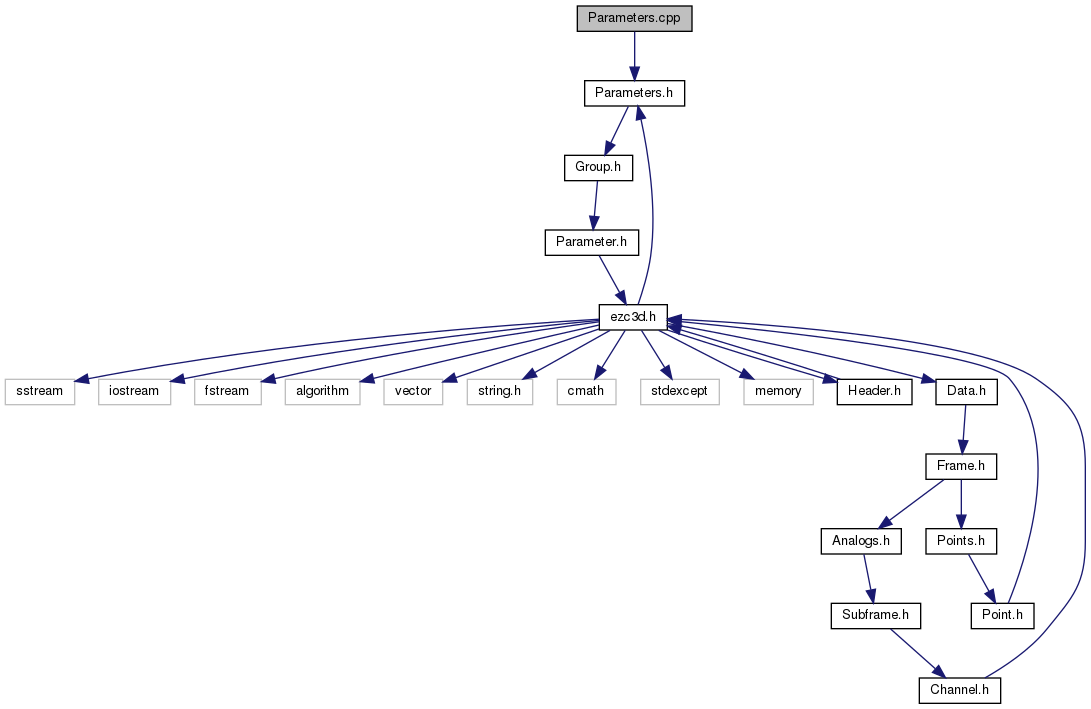 Parameters.cpp
Parameters.h
Group.h
Parameter.h
ezc3d.h
sstream
iostream
fstream
algorithm
vector
string.h
cmath
stdexcept
memory
Header.h
Data.h
Frame.h
Analogs.h
Points.h
Subframe.h
Point.h
Channel.h